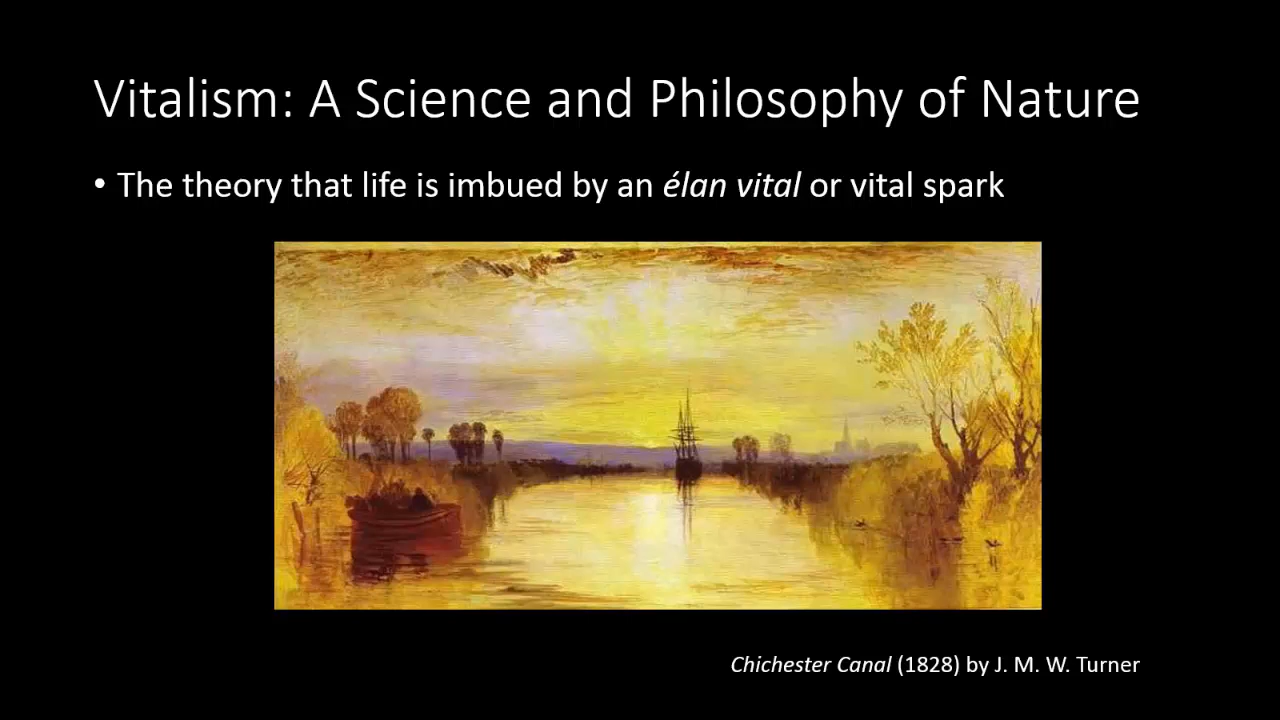 Vitalism: A Science and Philosophy of Nature
• The theory that life is imbued by an élan vital or vital spark
Chichester Canal (1828) by J. M. W. Turner